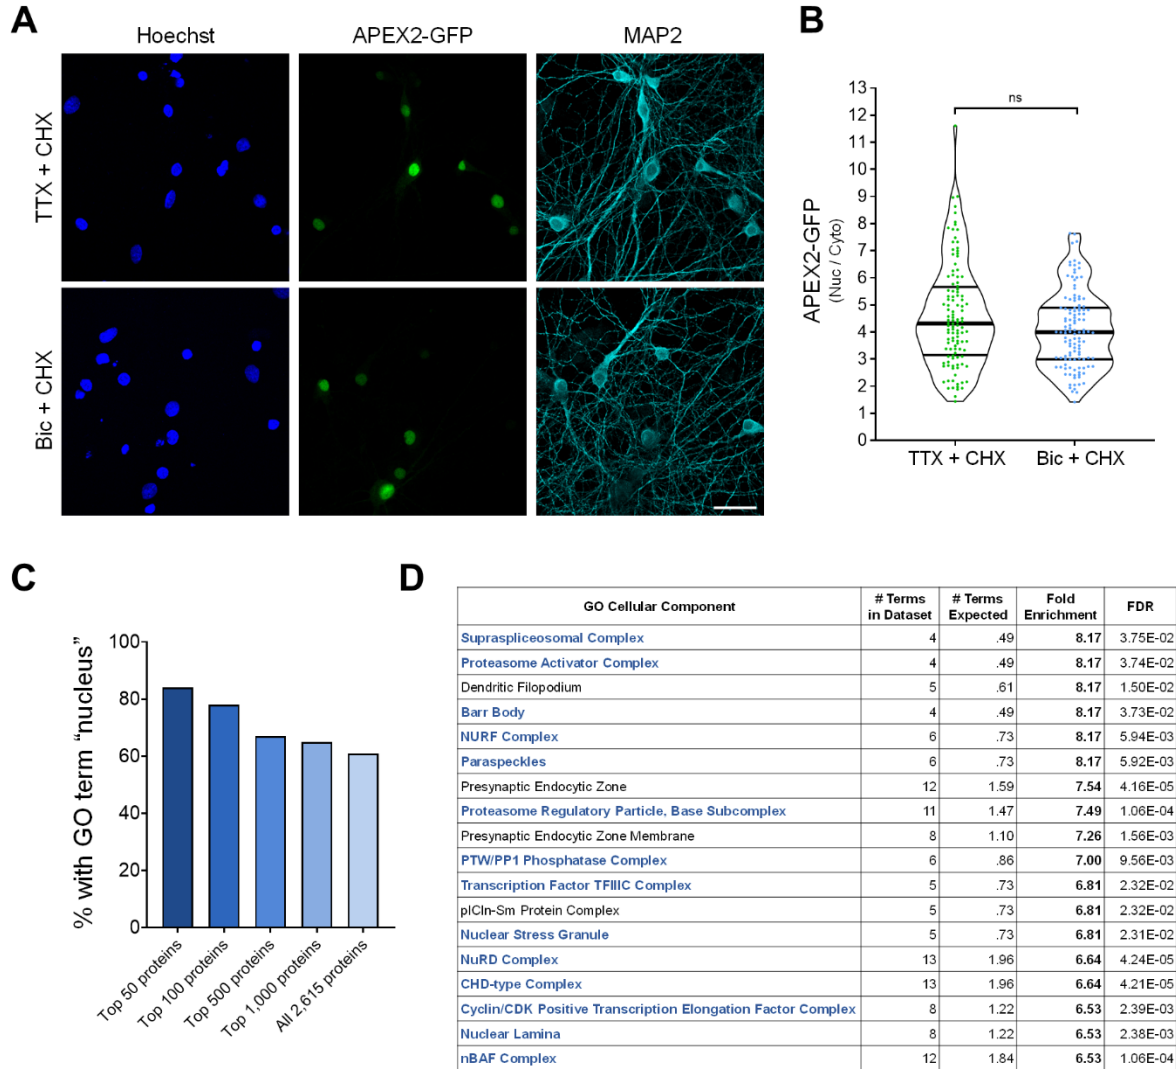 A
Hoechst
APEX2-GFP
MAP2
TTX + CHX
Bic + CHX
B
APEX2-GFP
(Nuc / Cyto)
13
12
11
10
9
8
7
6
5
4
3
2
1
0
ns
TTX + CHX
Bic + CHX
C
% with GO term “nucleus”
100
80
60
40
20
0
Top 50 proteins
Top 100 proteins
Top 500 proteins
Top 1,000 proteins
All 2,615 proteins
D
GO Cellular Component # Terms in Dataset # Terms Expected Fold Enrichment FDR
Supraspliceosomal Complex 4 .49 8.17 3.75E-02
Proteasome Activator Complex 4 .49 8.17 3.74E-02
Dendritic Filopodium 5 .61 8.17 1.50E-02
Barr Body 4 .49 8.17 3.73E-02
NURF Complex 6 .73 8.17 5.94E-03
Paraspeckles 6 .73 8.17 5.92E-03
Presynaptic Endocytic Zone 12 1.59 7.54 4.16E-05
Proteasome Regulatory Particle, Base Subcomplex 11 1.47 7.49 1.06E-04
Presynaptic Endocytic Zone Membrane 8 1.10 7.26 1.56E-03
PTW/PP1 Phosphatase Complex 6 .86 7.00 9.56E-03
Transcription Factor TFIIIC Complex 5 .73 6.81 2.32E-02
pICln-Sm Protein Complex 5 .73 6.81 2.32E-02
Nuclear Stress Granule 5 .73 6.81 2.31E-02
NuRD Complex 13 1.96 6.64 4.24E-05
CHD-type Complex 13 1.96 6.64 4.21E-05
Cyclin/CDK Positive Transcription Elongation Factor Complex 8 1.22 6.53 2.39E-03
Nuclear Lamina 8 1.22 6.53 2.38E-03
nBAF Complex 12 1.84 6.53 1.06E-04